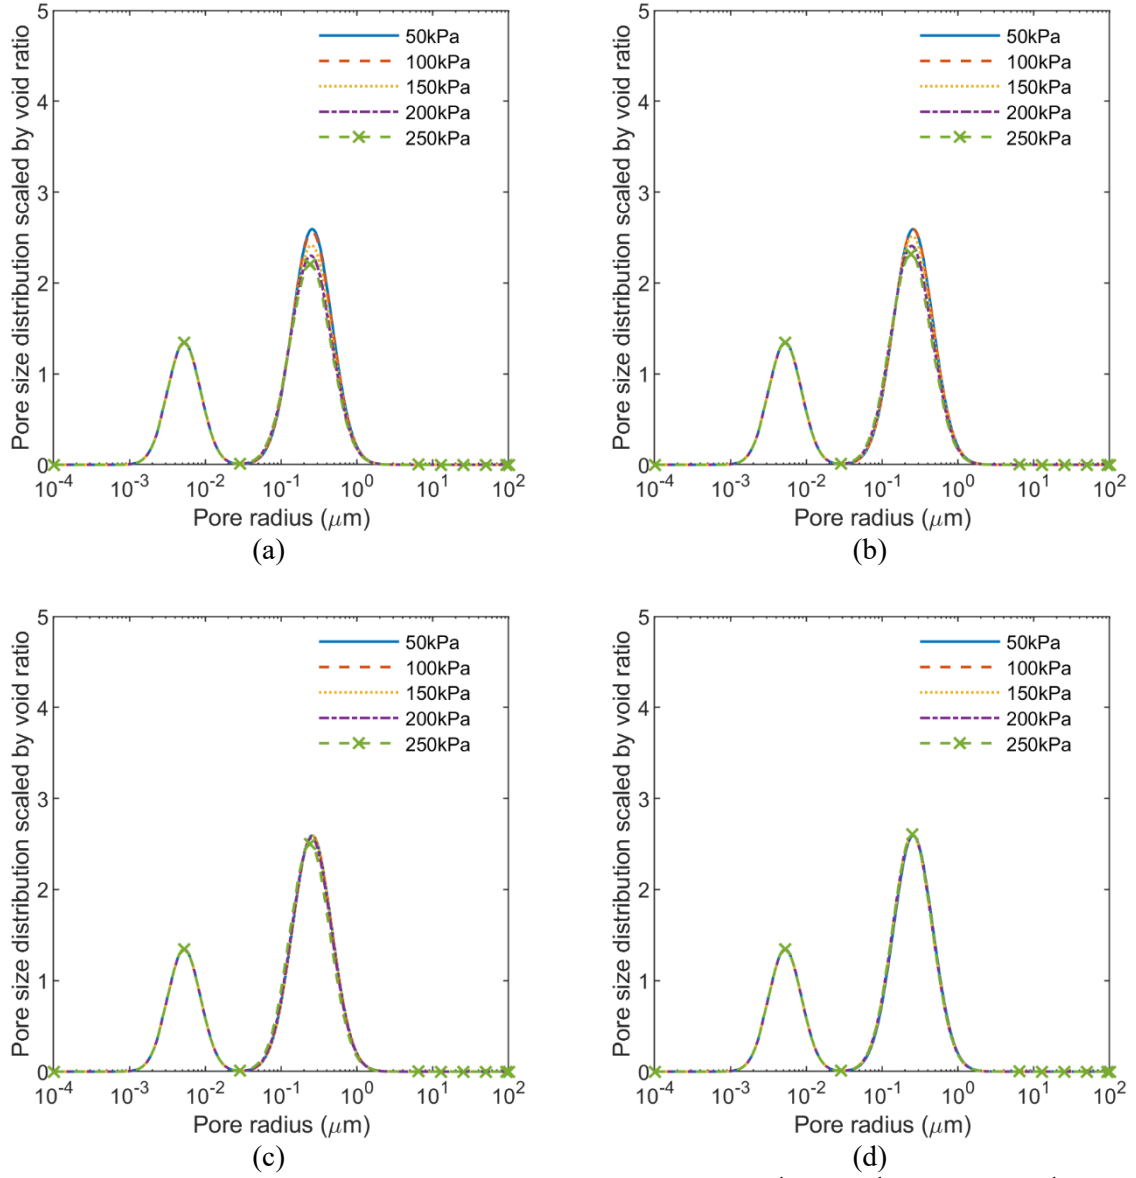 5
4
3
2
1
0
Pore size distribution scaled by void ratio
50kPa
100kPa
150kPa
200kPa
250kPa
10^-4 10^-3 10^-2 10^-1 10^0 10^1 10^2
Pore radius (μm)
(a)
5
4
3
2
1
0
Pore size distribution scaled by void ratio
50kPa
100kPa
150kPa
200kPa
250kPa
10^-4 10^-3 10^-2 10^-1 10^0 10^1 10^2
Pore radius (μm)
(b)
5
4
3
2
1
0
Pore size distribution scaled by void ratio
50kPa
100kPa
150kPa
200kPa
250kPa
10^-4 10^-3 10^-2 10^-1 10^0 10^1 10^2
Pore radius (μm)
(c)
5
4
3
2
1
0
Pore size distribution scaled by void ratio
50kPa
100kPa
150kPa
200kPa
250kPa
10^-4 10^-3 10^-2 10^-1 10^0 10^1 10^2
Pore radius (μm)
(d)